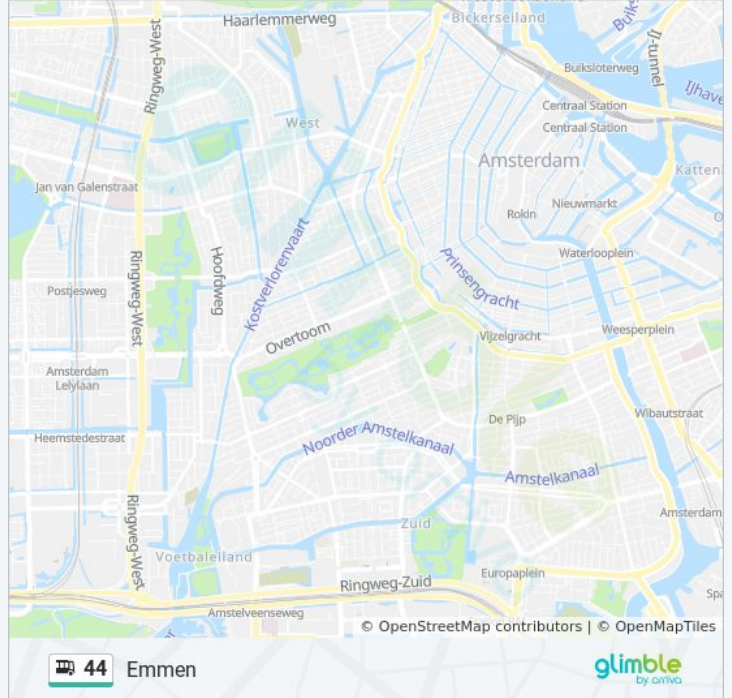 Haarlemmerweg
Bickerseiland
Ringweg-West
IJ-tunnel
Buiksloterweg
Centraal Station
West
Centraal Station
Amsterdam
Jan van Galenstraat
Nieuwmarkt
Rokin
Kostverlorenvaart
Hoofdweg
Waterlooplein
Prinsengracht
Postjesweg
Ringweg-West
Overtoom
Vijzelgracht
Weesperplein
Amsterdam
Lelylaan
De Pijp
Wibautstraat
Heemstedestraat
Noorder Amstelkanaal
Amstelkanaal
Ringweg-West
Zuid
Amsterdam
Voetbaleiland
Europaplein
Ringweg-Zuid
Amstelveenseweg
© OpenStreetMap contributors | © OpenMapTiles
44 Emmen
glimble
by arriva